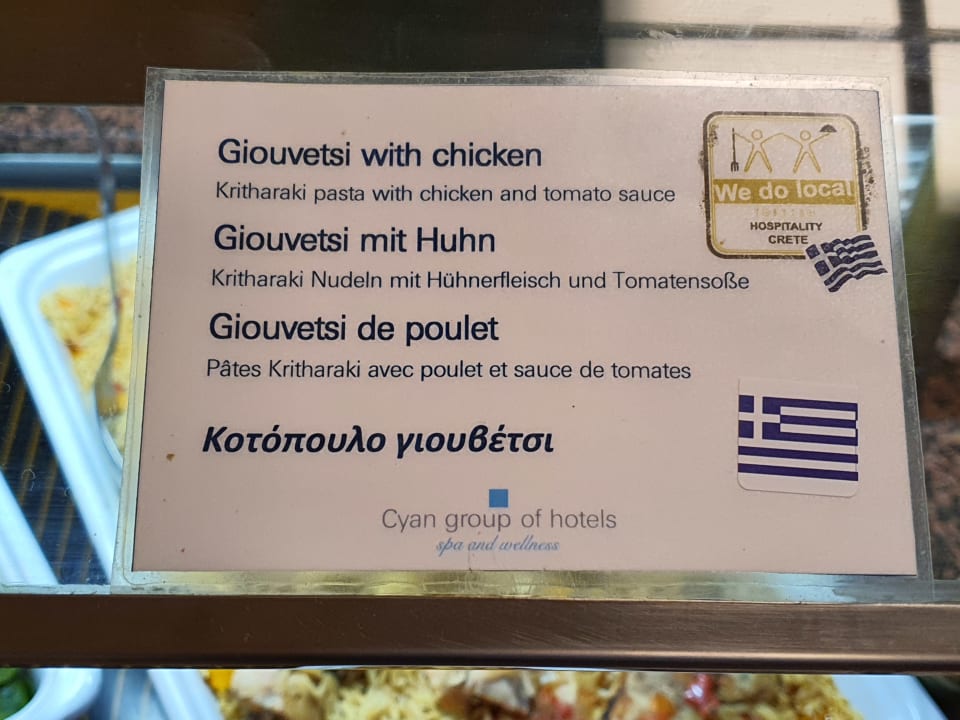 Giouvetsi with chicken
Kritharaki pasta with chicken and tomato sauce
Giouvetsi mit Huhn
Kritharaki Nudeln mit Hühnerfleisch und Tomatensoße
Giouvetsi de poulet
Pâtes Kritharaki avec poulet et sauce de tomates
Κοτόπουλο γιουβέτσι
We do local
HOSPITALITY
CRETE
Cyan group of hotels
spa and wellness